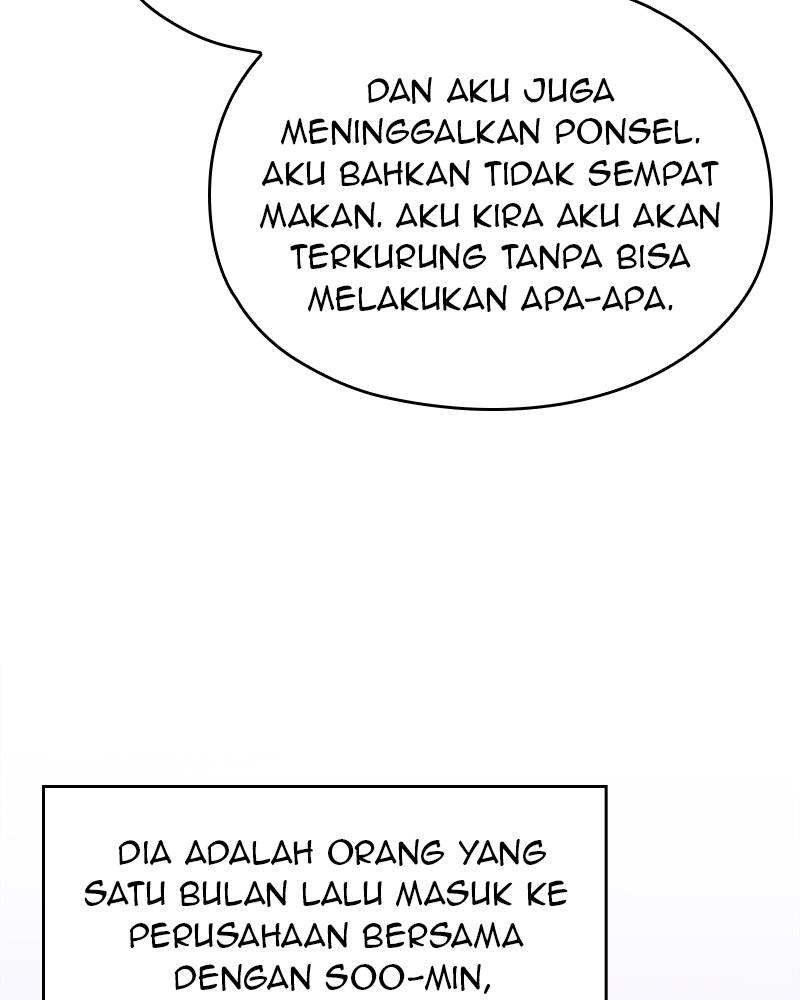 DAN AKU JUGA
MENINGGALKAN PONSEL.
AKU BAHKAN TIDAK SEMPAT
MAKAN. AKU KIRA AKU AKAN
TERKURUNG TANPA BISA
MELAKUKAN APA-APA.
DIA ADALAH ORANG YANG
SATU BULAN LALU MASUK KE
PERUSAHAAN BERSAMA
DENGAN SOO-MIN,